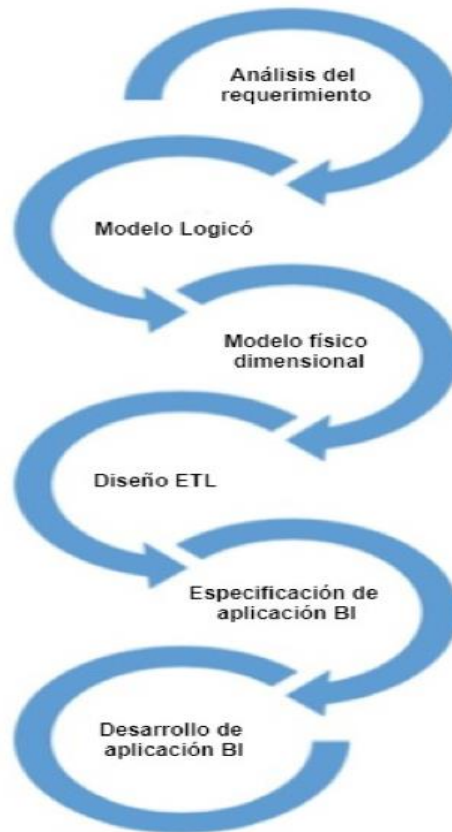 Análisis del
requerimiento
Modelo Logicó
Modelo físico
dimensional
Diseño ETL
Especificación de
aplicación BI
Desarrollo de
aplicación BI